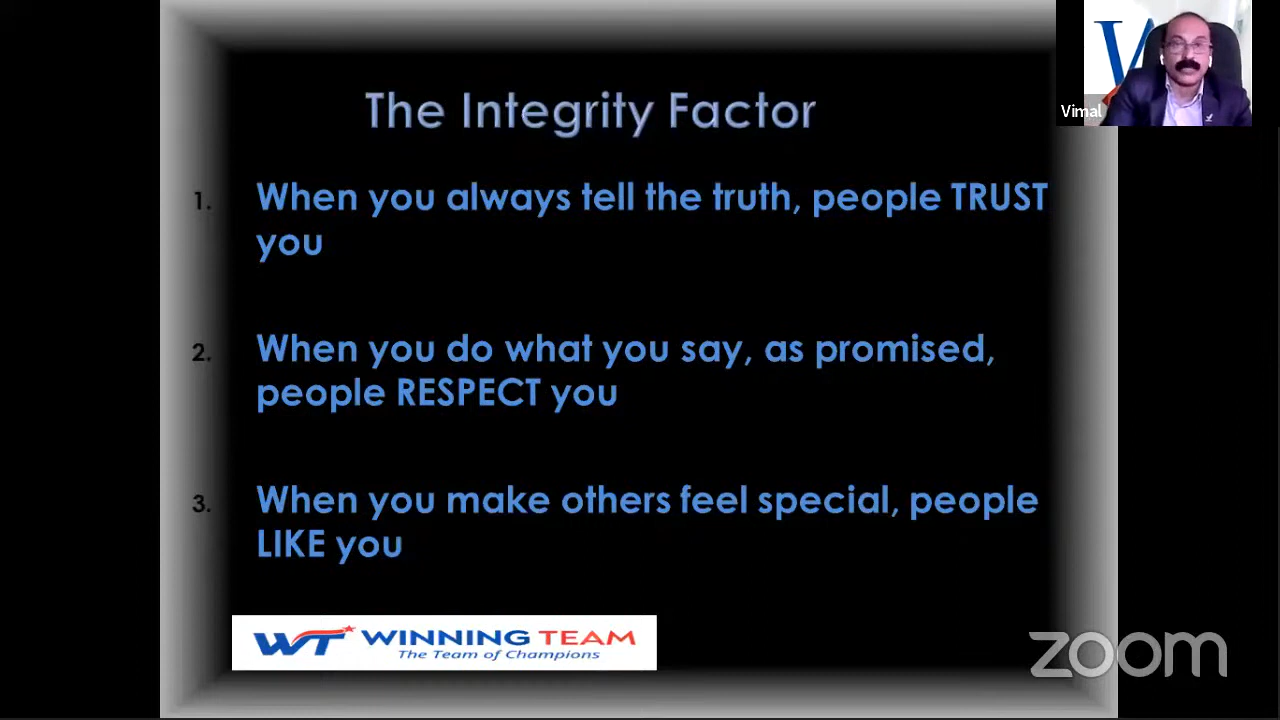 The Integrity Factor
Vimal
1. When you always tell the truth, people TRUST
you
2. When you do what you say, as promised,
people RESPECT you
3. When you make others feel special, people
LIKE you
WT WINNING TEAM
The Team of Champions
zoom